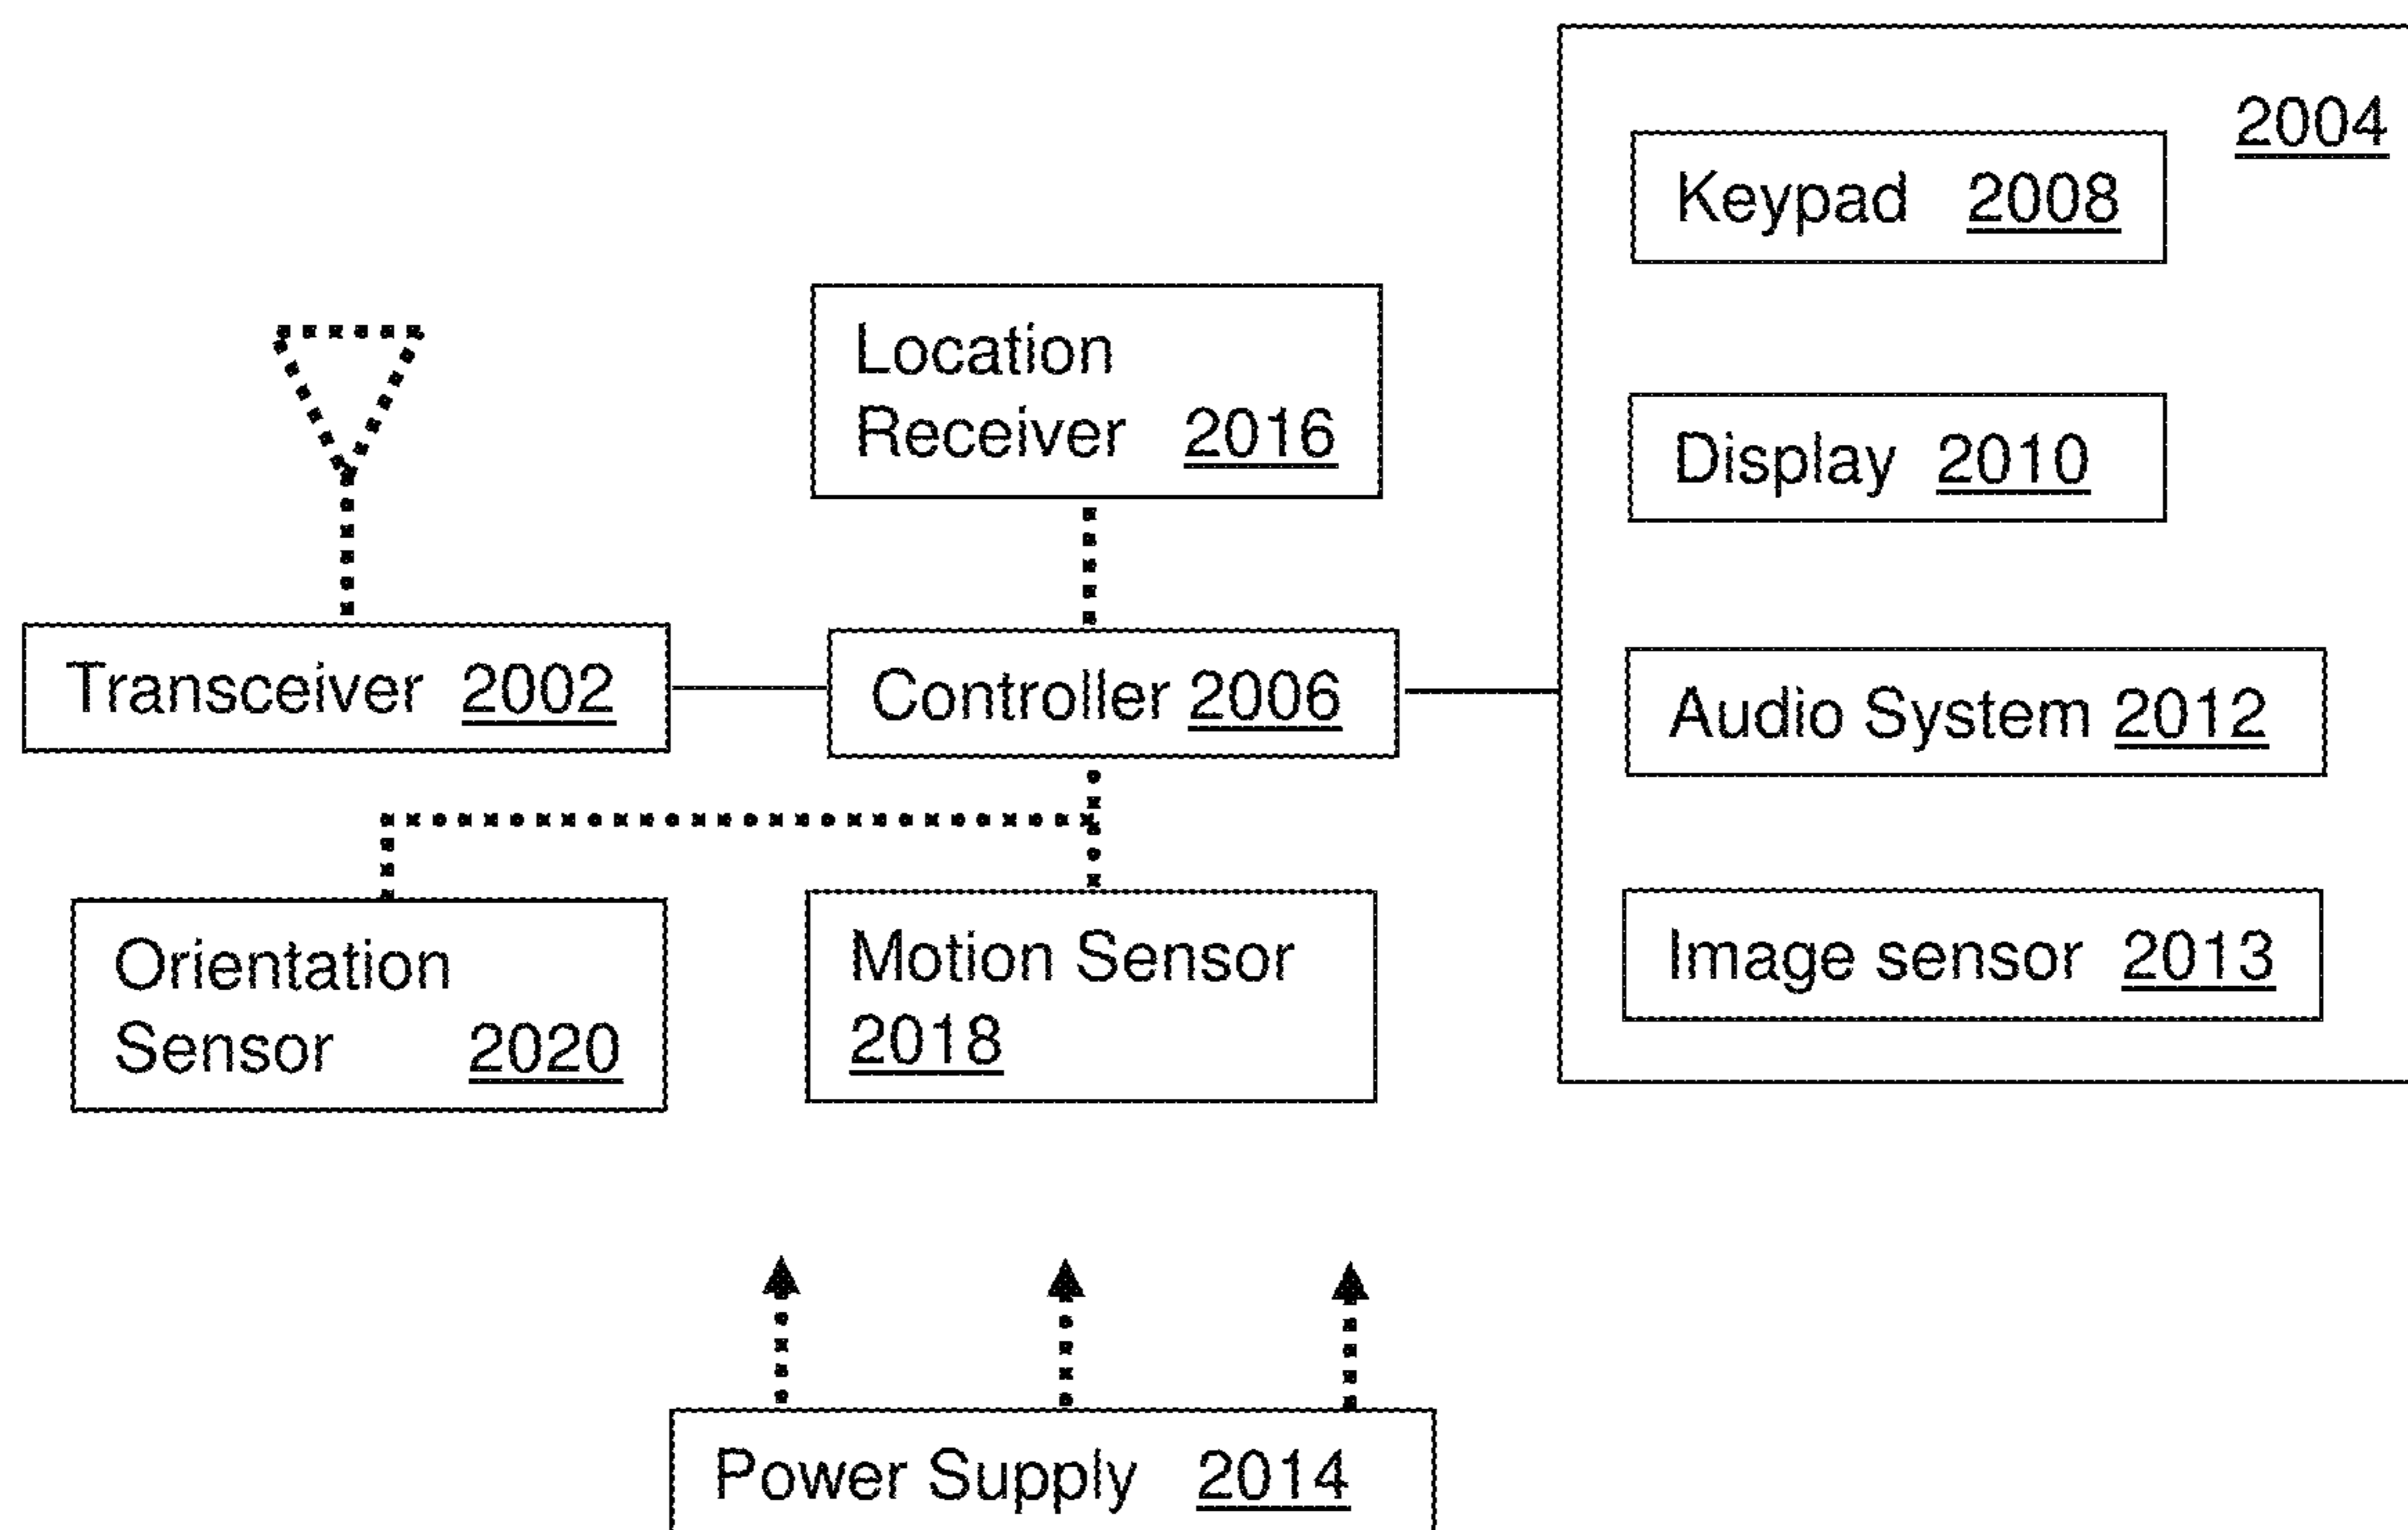 2004
Keypad 2008
Location
Receiver 2016
Display 2010
Transceiver 2002
Controller 2006
Audio System 2012
Orientation
Sensor 2020
Motion Sensor
2018
Image sensor 2013
Power Supply 2014